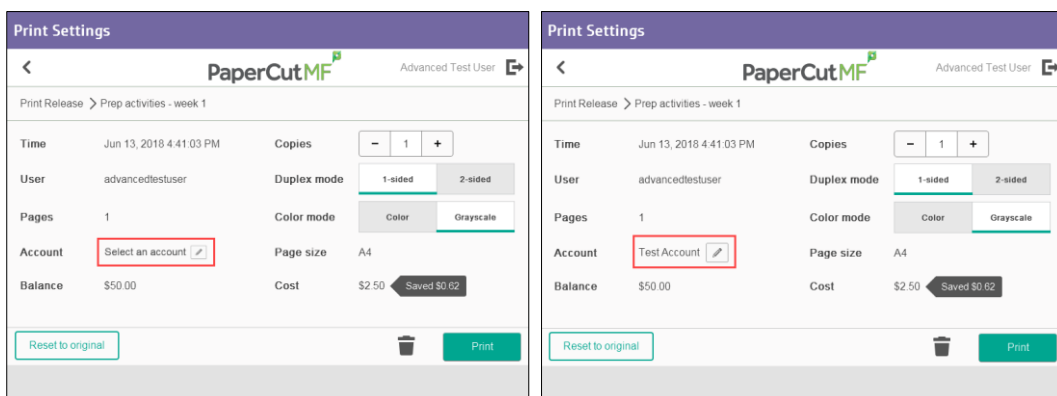 Print Settings
PaperCutMF
Advanced Test User
Print Release > Prep activities - week 1
Time Jun 13, 2018 4:41:03 PM Copies - 1 +
User advancedtestuser Duplex mode 1-sided 2-sided
Pages 1 Color mode Color Grayscale
Account Select an account Page size A4
Balance $50.00 Cost $2.50 Saved $0.62
Reset to original Print
Print Settings
PaperCutMF
Advanced Test User
Print Release > Prep activities - week 1
Time Jun 13, 2018 4:41:03 PM Copies - 1 +
User advancedtestuser Duplex mode 1-sided 2-sided
Pages 1 Color mode Color Grayscale
Account Test Account Page size A4
Balance $50.00 Cost $2.50 Saved $0.62
Reset to original Print